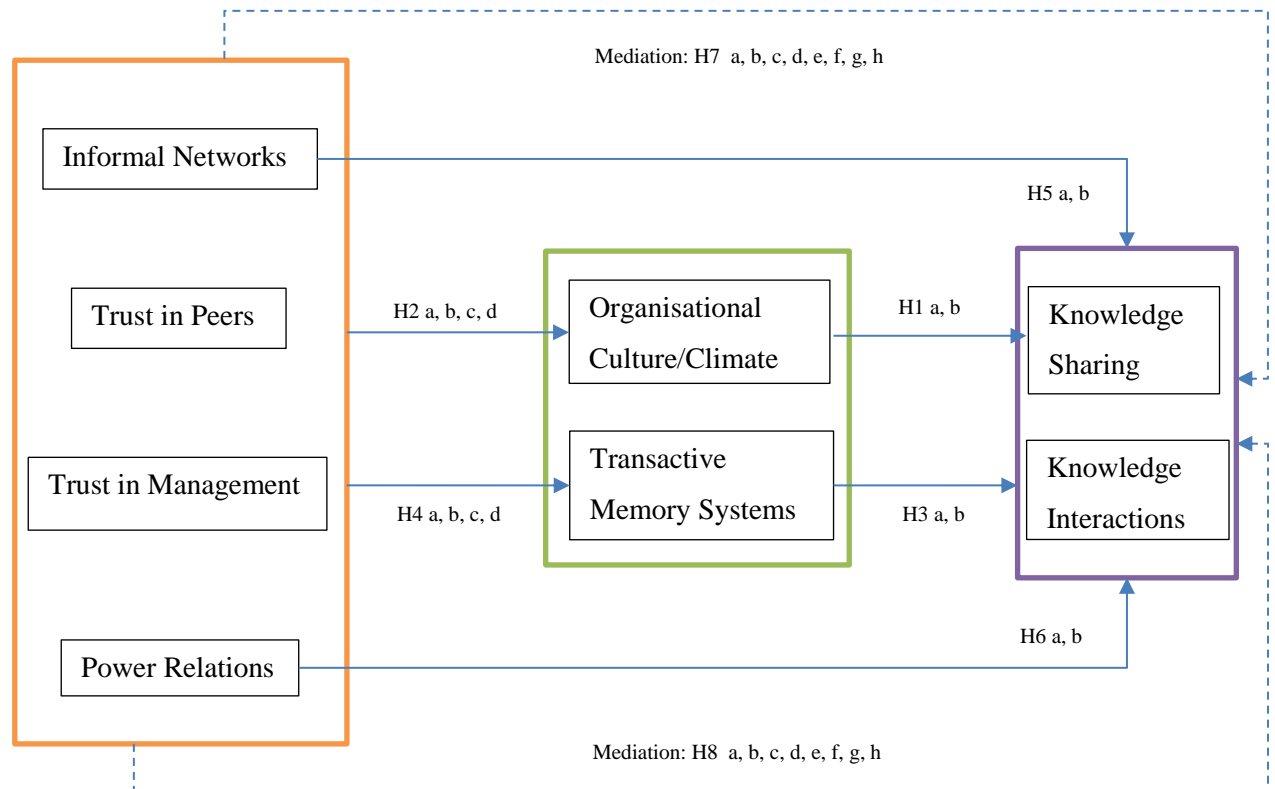 Mediation: H7 a, b, c, d, e, f, g, h
Informal Networks
H5 a, b
Trust in Peers
H2 a, b, c, d
Organisational
Culture/Climate
H1 a, b
Knowledge
Sharing
Trust in Management
H4 a, b, c, d
Transactive
Memory Systems
H3 a, b
Knowledge
Interactions
Power Relations
H6 a, b
Mediation: H8 a, b, c, d, e, f, g, h